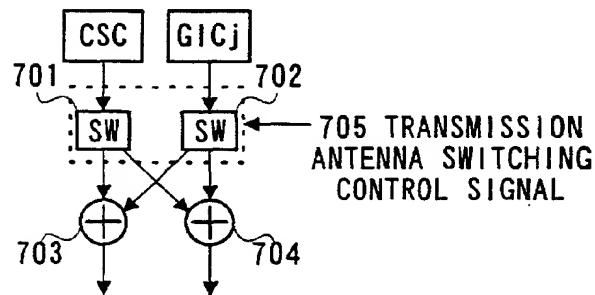 CSC GICj
701 702
SW SW
705 TRANSMISSION
ANTENNA SWITCHING
CONTROL SIGNAL
703 704